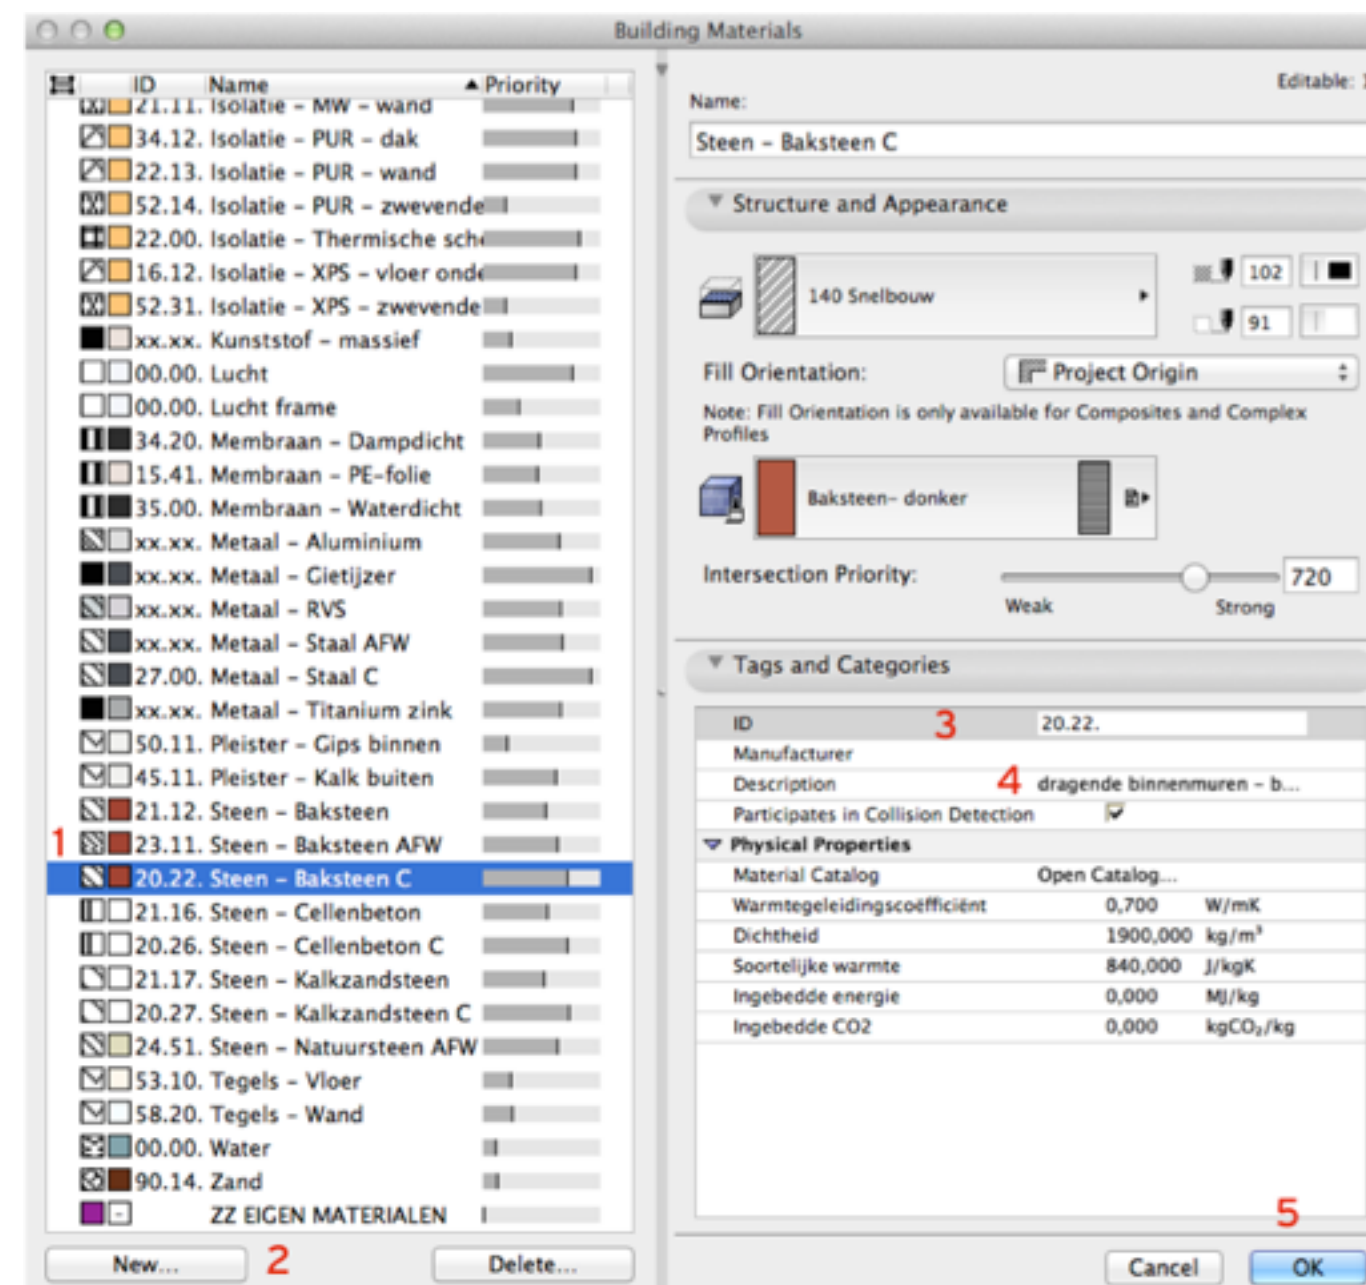 Building Materials
ID Name Priority
21.11. Isolatie – MW – wand
34.12. Isolatie – PUR – dak
22.13. Isolatie – PUR – wand
52.14. Isolatie – PUR – zwevende
22.00. Isolatie – Thermische sch
16.12. Isolatie – XPS – vloer onde
52.31. Isolatie – XPS – zwevende
xx.xx. Kunststof – massief
00.00. Lucht
00.00. Lucht frame
34.20. Membraan – Dampdicht
15.41. Membraan – PE-folie
35.00. Membraan – Waterdicht
xx.xx. Metaal – Aluminium
xx.xx. Metaal – Gietijzer
xx.xx. Metaal – RVS
xx.xx. Metaal – Staal AFW
27.00. Metaal – Staal C
xx.xx. Metaal – Titanium zink
50.11. Pleister – Gips binnen
45.11. Pleister – Kalk buiten
21.12. Steen – Baksteen
1 23.11. Steen – Baksteen AFW
20.22. Steen – Baksteen C
21.16. Steen – Cellenbeton
20.26. Steen – Cellenbeton C
21.17. Steen – Kalkzandsteen
20.27. Steen – Kalkzandsteen C
24.51. Steen – Natuursteen AFW
53.10. Tegels – Vloer
58.20. Tegels – Wand
00.00. Water
90.14. Zand
ZZ EIGEN MATERIALEN
New... 2 Delete...
Editable:
Name:
Steen – Baksteen C
Structure and Appearance
140 Snelbouw
102
91
Fill Orientation: Project Origin
Note: Fill Orientation is only available for Composites and Complex
Profiles
Baksteen– donker
Intersection Priority: 720
Weak Strong
Tags and Categories
ID 3 20.22.
Manufacturer
Description 4 dragende binnenmuren – b...
Participates in Collision Detection
Physical Properties
Material Catalog Open Catalog...
Warmtegeleidingscoëfficiënt 0,700 W/mK
Dichtheid 1900,000 kg/m³
Soortelijke warmte 840,000 J/kgK
Ingebedde energie 0,000 MJ/kg
Ingebedde CO2 0,000 kgCO₂/kg
5
Cancel OK